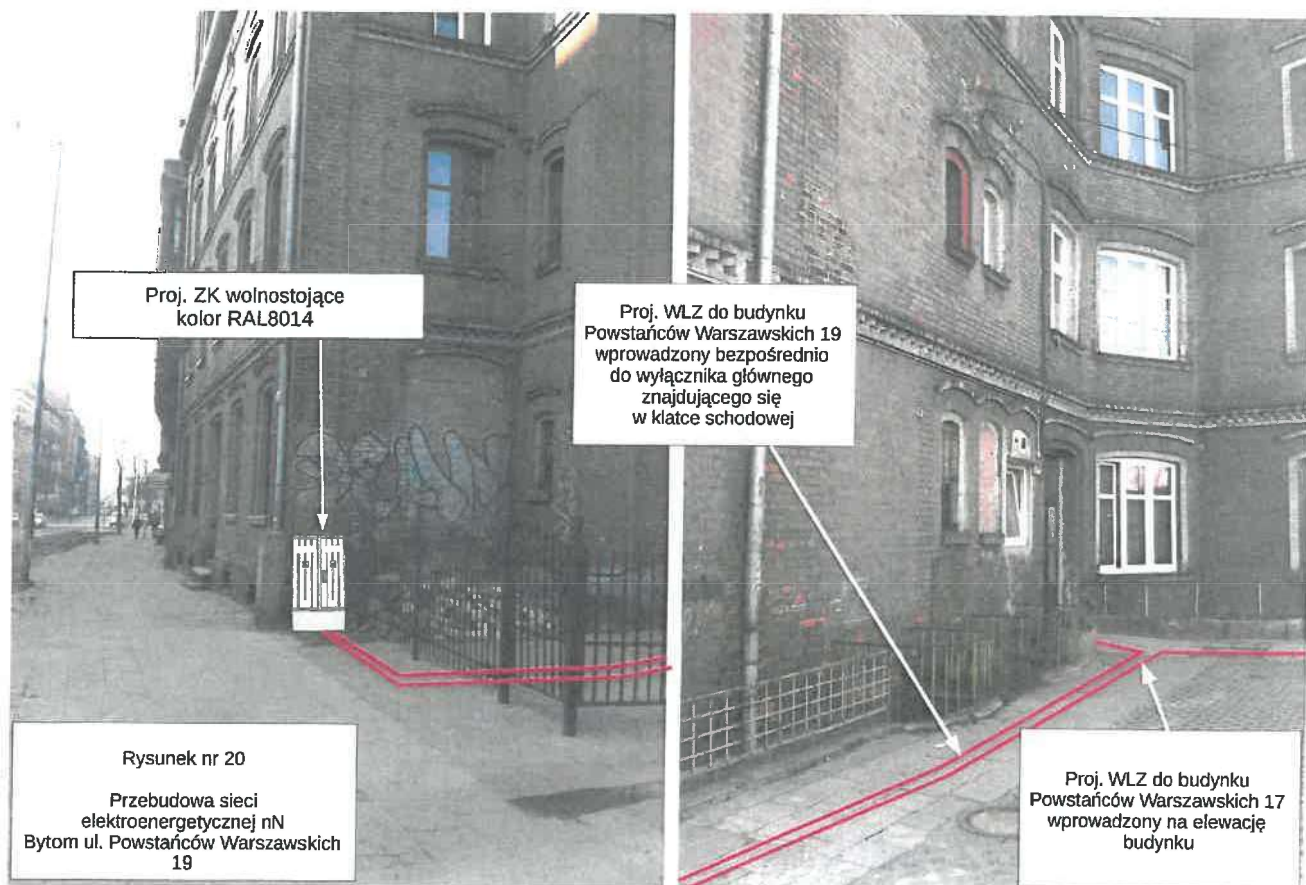 Proj. ZK wolnostojące
kolor RAL8014
Proj. WLZ do budynku
Powstańców Warszawskich 19
wprowadzony bezpośrednio
do wyłącznika głównego
znajdującego się
w klatce schodowej
Rysunek nr 20
Przebudowa sieci
elektroenergetycznej nN
Bytom ul. Powstańców Warszawskich
19
Proj. WLZ do budynku
Powstańców Warszawskich 17
wprowadzony na elewację
budynku